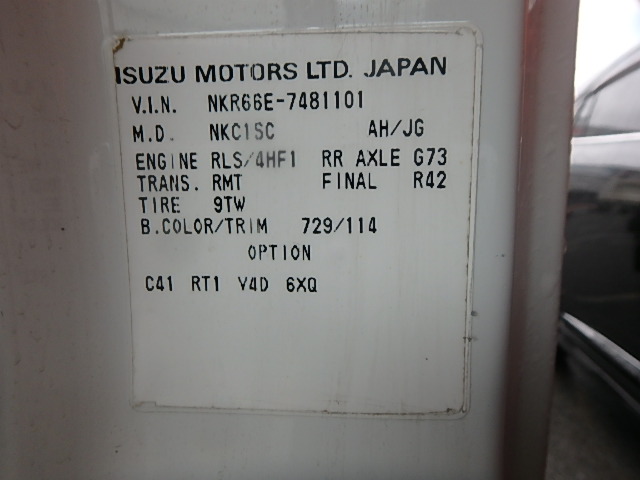 ISUZU MOTORS LTD. JAPAN
V.I.N. NKR66E-7481101
M.D. NKC1SC AH/JG
ENGINE RLS/4HF1 RR AXLE G73
TRANS. RMT FINAL R42
TIRE 9TW
B.COLOR/TRIM 729/114
OPTION
C41 RT1 V4D 6XQ